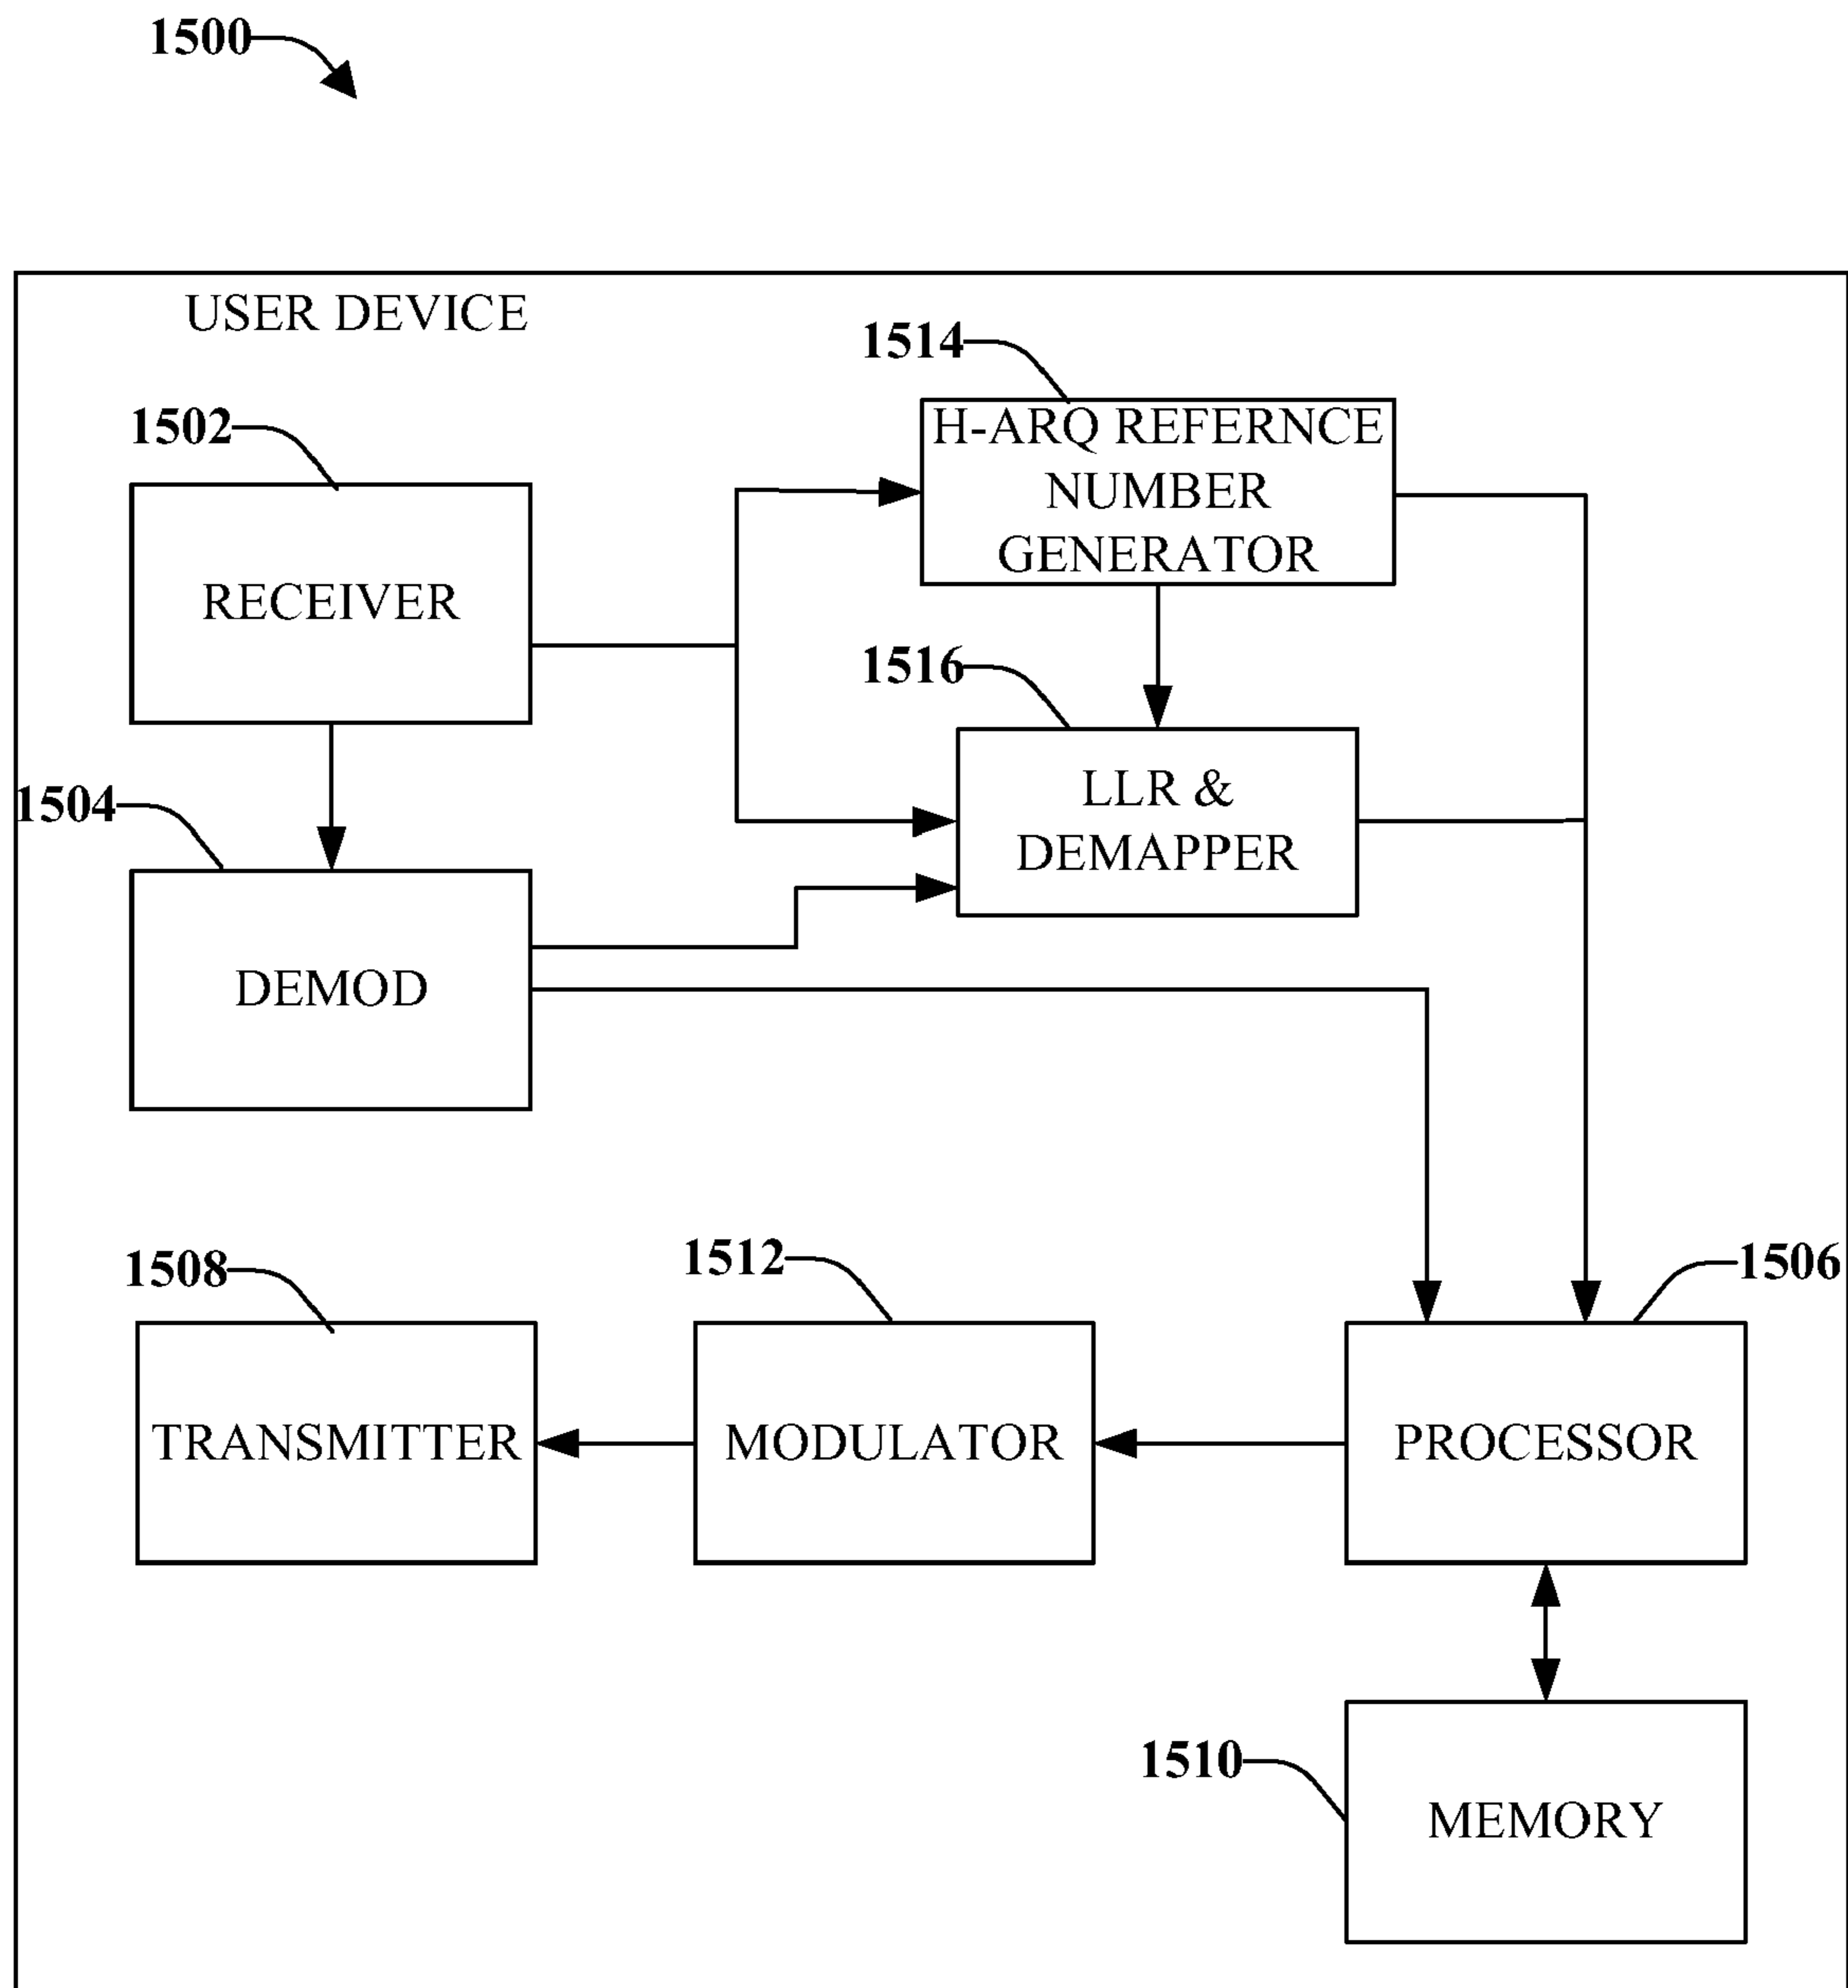 1500
USER DEVICE
1514
H-ARQ REFERNCE
NUMBER
GENERATOR
1502
RECEIVER
1516
LLR &
DEMAPPER
1504
DEMOD
1508
TRANSMITTER
1512
MODULATOR
1506
PROCESSOR
1510
MEMORY